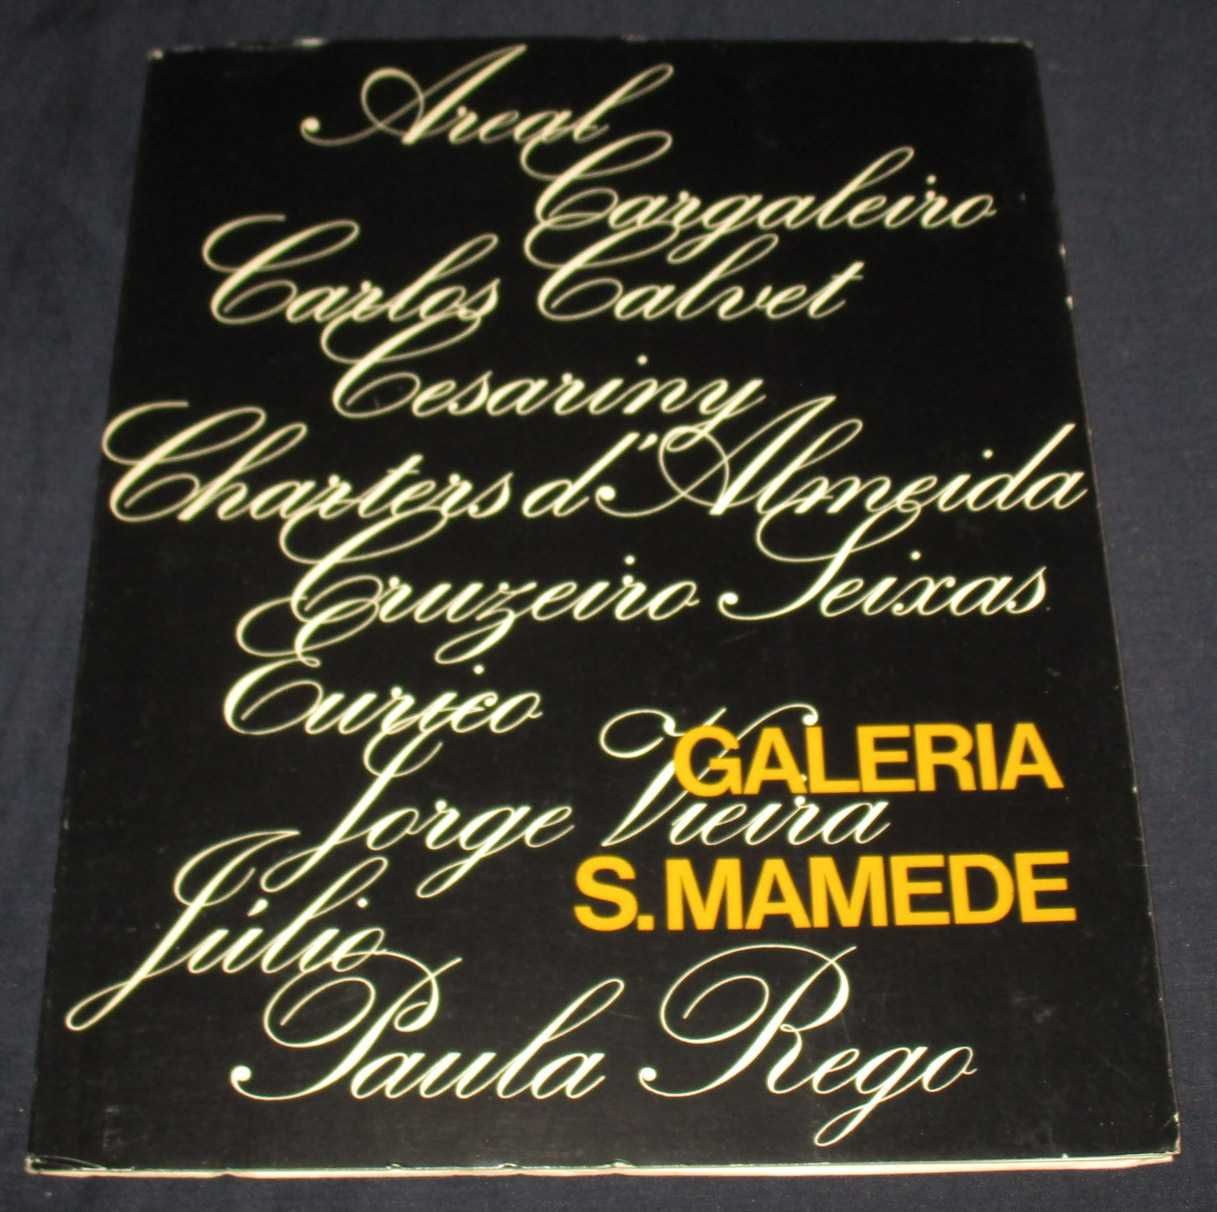 Areal
Cargaleiro
Carlos Calvet
Cesariny
Charters d'Almeida
Cruzeiro Seixas
Eurico
Jorge Vieira
GALERIA
S. MAMEDE
Júlio
Paula Rego